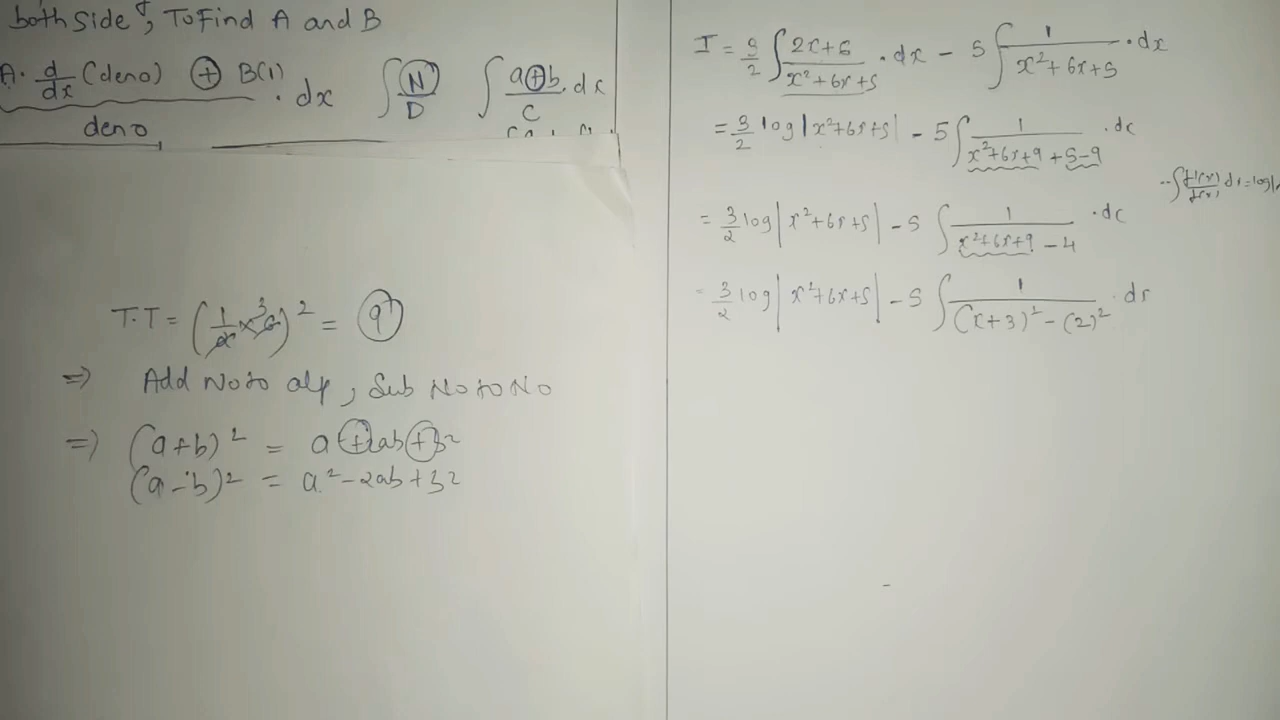 both side, To Find A and B
A. d/dx (deno) + B(1) . dx
deno
∫ N/D
∫ a+b/c . dx
T.T = (1/2 × 6)² = 9
3
⇒ Add No to alp, Sub No to No
⇒ (a+b)² = a²+2ab+b²
(a-b)² = a²-2ab+b²
I = 3/2 ∫ 2x+6/x²+6x+5 . dx - 5 ∫ 1/x²+6x+5 . dx
= 3/2 log|x²+6x+5| - 5 ∫ 1/x²+6x+9+5-9 . dx
∵ ∫ f'(x)/f(x) dx = log|
= 3/2 log|x²+6x+5| - 5 ∫ 1/x²+6x+9-4 . dx
= 3/2 log|x²+6x+5| - 5 ∫ 1/(x+3)²-(2)² . dx